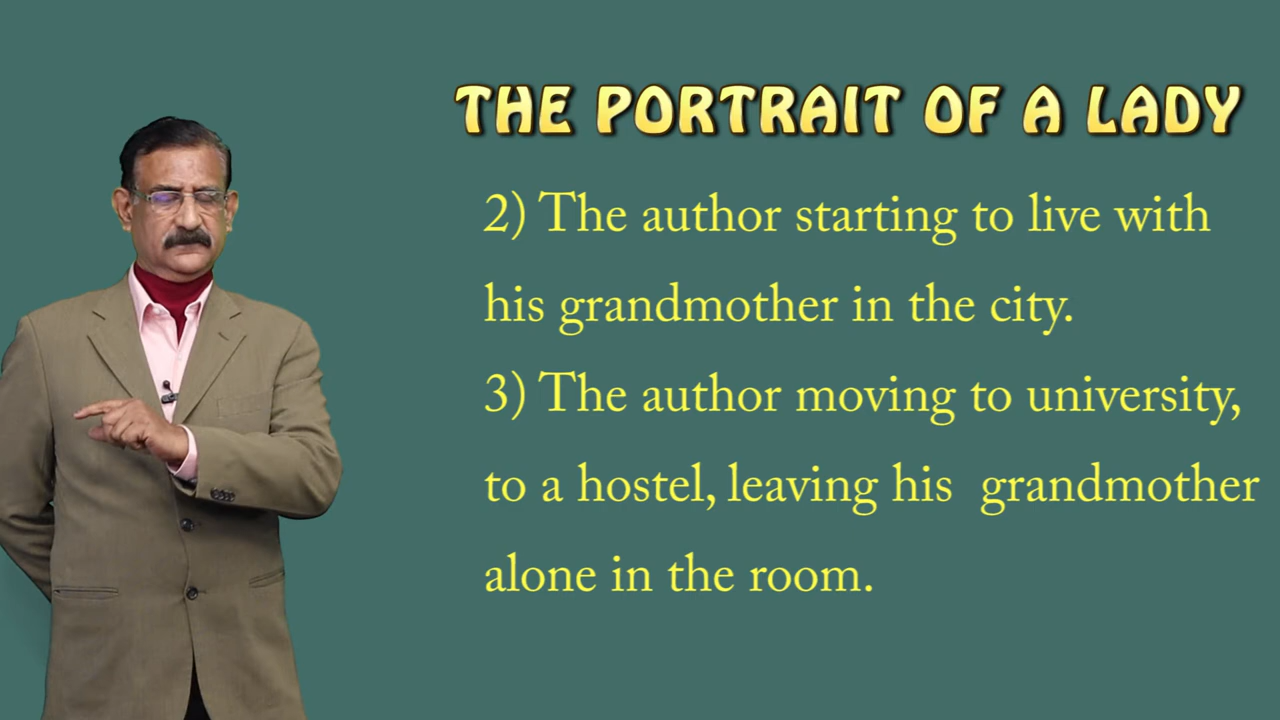 THE PORTRAIT OF A LADY
2) The author starting to live with
his grandmother in the city.
3) The author moving to university,
to a hostel, leaving his grandmother
alone in the room.